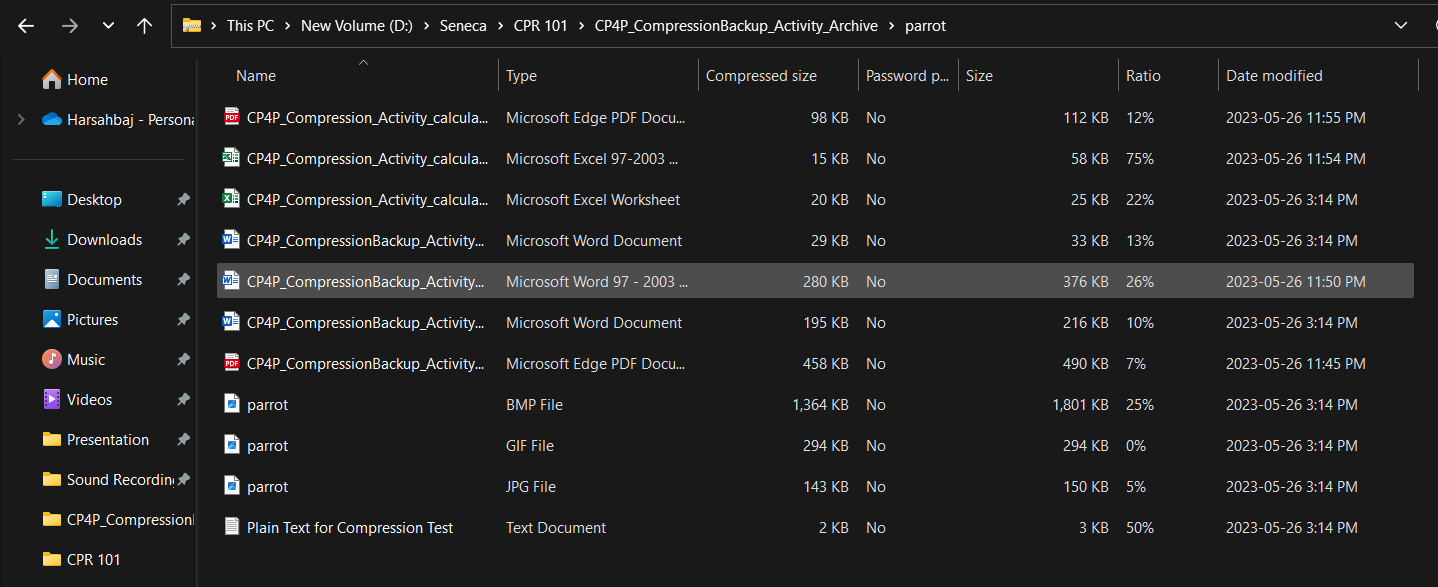 This PC > New Volume (D:) > Seneca > CPR 101 > CP4P_CompressionBackup_Activity_Archive > parrot
Home
Harsahbaj - Persona
Desktop
Downloads
Documents
Pictures
Music
Videos
Presentation
Sound Recording
CP4P_Compression
CPR 101
Name Type Compressed size Password p... Size Ratio Date modified
CP4P_Compression_Activity_calcula... Microsoft Edge PDF Docu... 98 KB No 112 KB 12% 2023-05-26 11:55 PM
CP4P_Compression_Activity_calcula... Microsoft Excel 97-2003 ... 15 KB No 58 KB 75% 2023-05-26 11:54 PM
CP4P_Compression_Activity_calcula... Microsoft Excel Worksheet 20 KB No 25 KB 22% 2023-05-26 3:14 PM
CP4P_CompressionBackup_Activity... Microsoft Word Document 29 KB No 33 KB 13% 2023-05-26 3:14 PM
CP4P_CompressionBackup_Activity... Microsoft Word 97 - 2003 ... 280 KB No 376 KB 26% 2023-05-26 11:50 PM
CP4P_CompressionBackup_Activity... Microsoft Word Document 195 KB No 216 KB 10% 2023-05-26 3:14 PM
CP4P_CompressionBackup_Activity... Microsoft Edge PDF Docu... 458 KB No 490 KB 7% 2023-05-26 11:45 PM
parrot BMP File 1,364 KB No 1,801 KB 25% 2023-05-26 3:14 PM
parrot GIF File 294 KB No 294 KB 0% 2023-05-26 3:14 PM
parrot JPG File 143 KB No 150 KB 5% 2023-05-26 3:14 PM
Plain Text for Compression Test Text Document 2 KB No 3 KB 50% 2023-05-26 3:14 PM